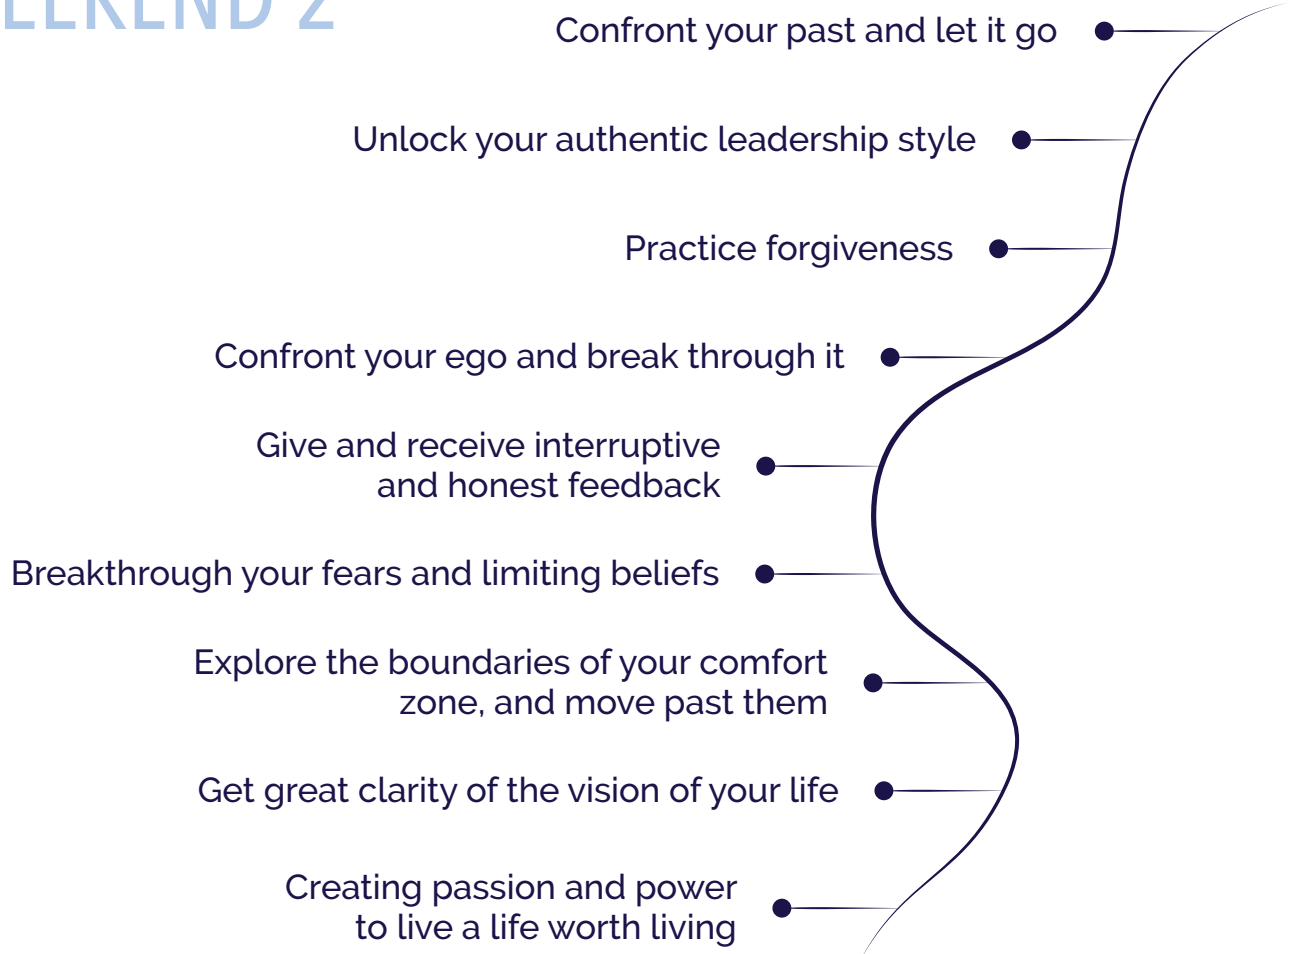 EEKEND 2
Confront your past and let it go
Unlock your authentic leadership style
Practice forgiveness
Confront your ego and break through it
Give and receive interruptive
and honest feedback
Breakthrough your fears and limiting beliefs
Explore the boundaries of your comfort
zone, and move past them
Get great clarity of the vision of your life
Creating passion and power
to live a life worth living